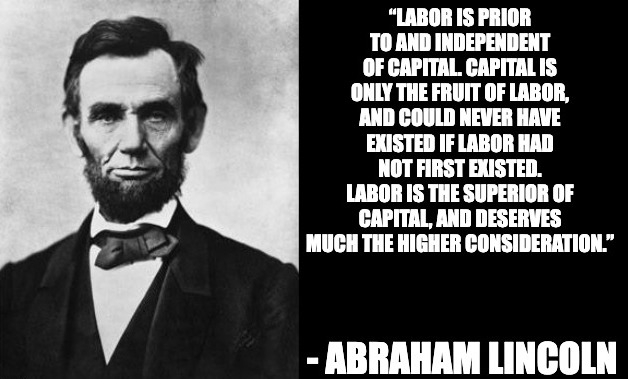 “LABOR IS PRIOR
TO AND INDEPENDENT
OF CAPITAL. CAPITAL IS
ONLY THE FRUIT OF LABOR,
AND COULD NEVER HAVE
EXISTED IF LABOR HAD
NOT FIRST EXISTED.
LABOR IS THE SUPERIOR OF
CAPITAL, AND DESERVES
MUCH THE HIGHER CONSIDERATION.”
- ABRAHAM LINCOLN